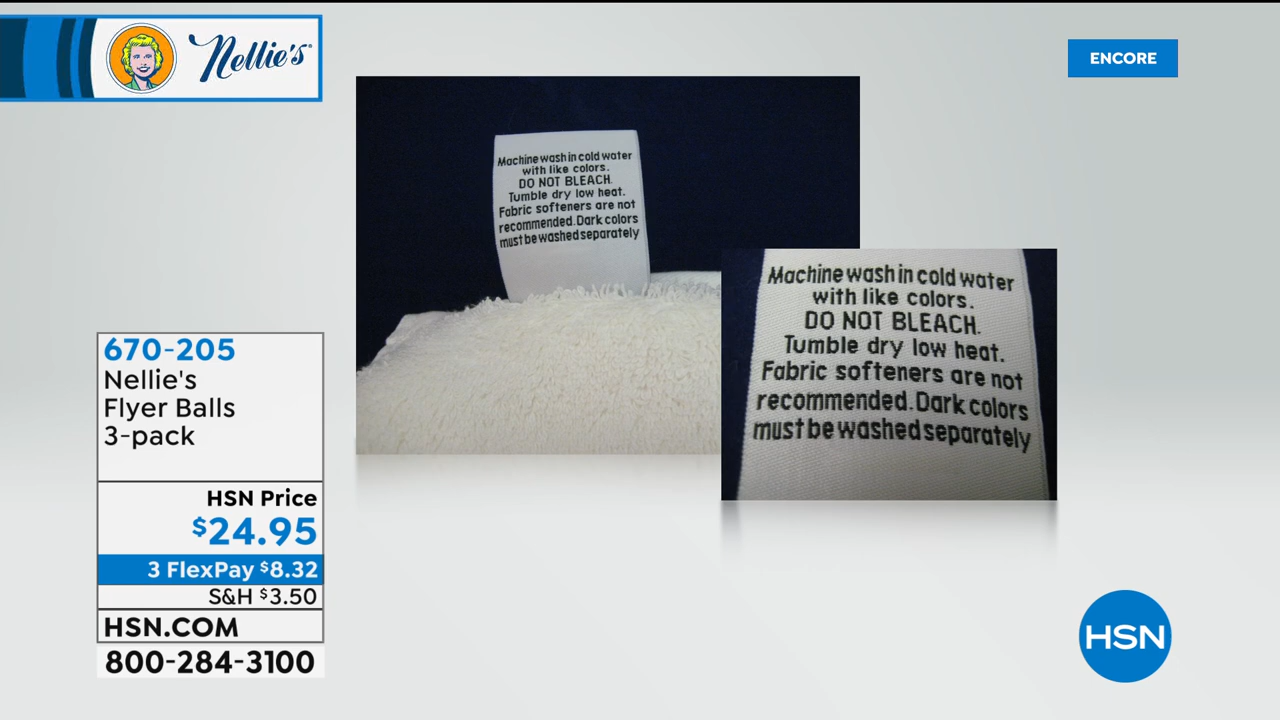 Nellie's
ENCORE
Machine wash in cold water
with like colors.
DO NOT BLEACH.
Tumble dry low heat.
Fabric softeners are not
recommended. Dark colors
must be washed separately
Machine wash in cold water
with like colors.
DO NOT BLEACH.
Tumble dry low heat.
Fabric softeners are not
recommended. Dark colors
must be washed separately
670-205
Nellie's
Flyer Balls
3-pack
HSN Price
$24.95
3 FlexPay $8.32
S&H $3.50
HSN.COM
800-284-3100
HSN